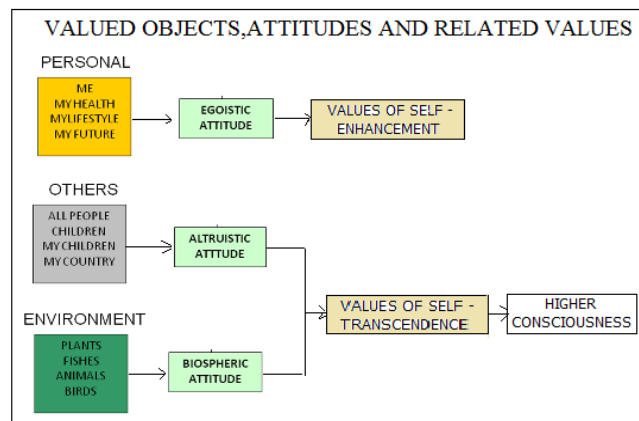 VALUED OBJECTS,ATTITUDES AND RELATED VALUES
PERSONAL
ME
MY HEALTH
MY LIFESTYLE
MY FUTURE
EGOISTIC
ATTITUDE
VALUES OF SELF -
ENHANCEMENT
OTHERS
ALL PEOPLE
CHILDREN
MY CHILDREN
MY COUNTRY
ALTRUISTIC
ATTTUDE
VALUES OF SELF -
TRANSCENDENCE
HIGHER
CONSCIOUSNESS
ENVIRONMENT
PLANTS
FISHES
ANIMALS
BIRDS
BIOSPHERIC
ATTITUDE